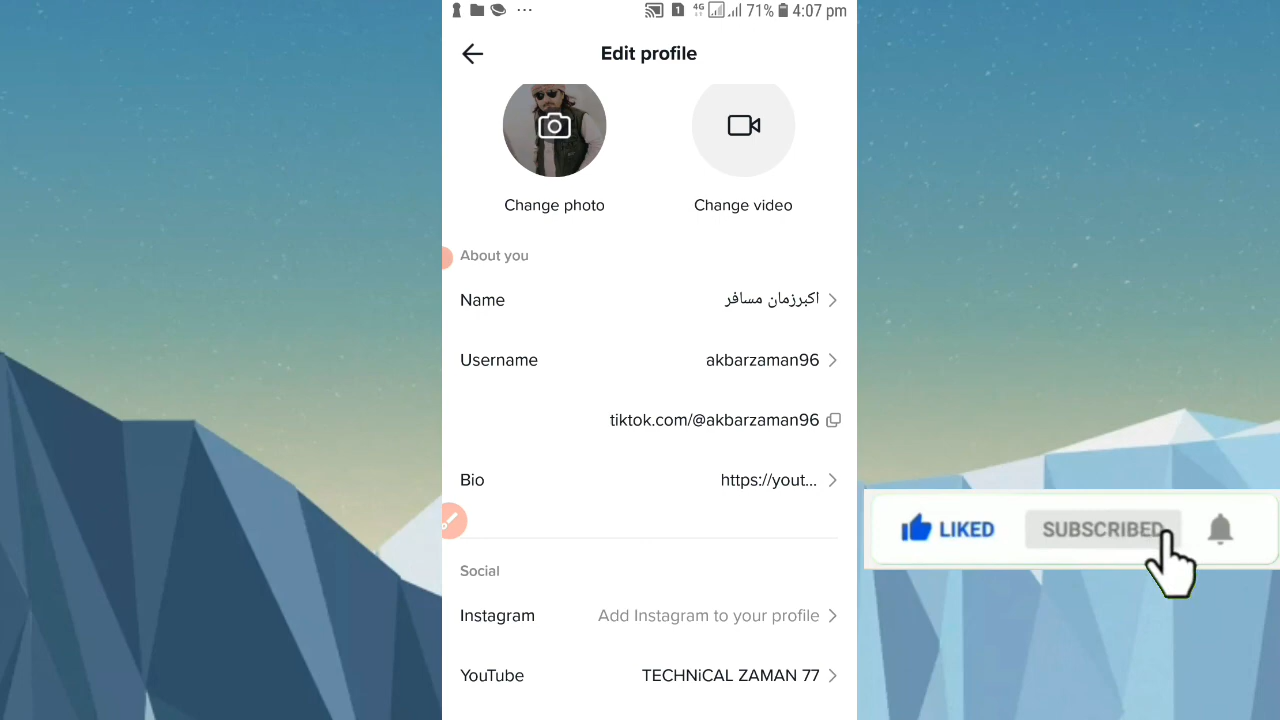 4G 71% 4:07 pm
Edit profile
Change photo Change video
About you
Name اکبرزمان مسافر
Username akbarzaman96
tiktok.com/@akbarzaman96
Bio https://yout...
LIKED SUBSCRIBED
Social
Instagram Add Instagram to your profile
YouTube TECHNiCAL ZAMAN 77